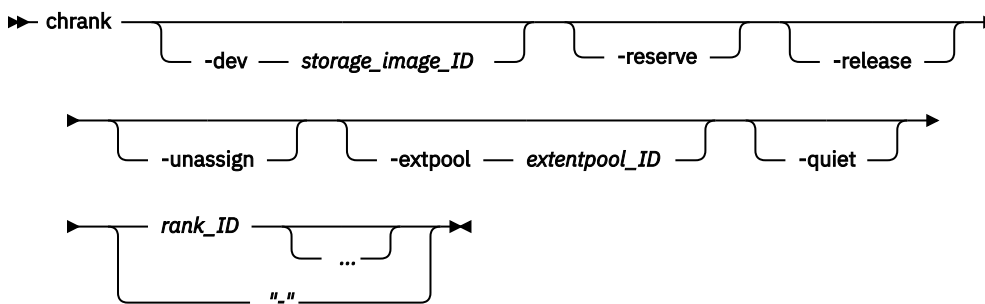 chrank
-dev storage_image_ID -reserve -release
-unassign -extpool extentpool_ID -quiet
rank_ID
...
"-"